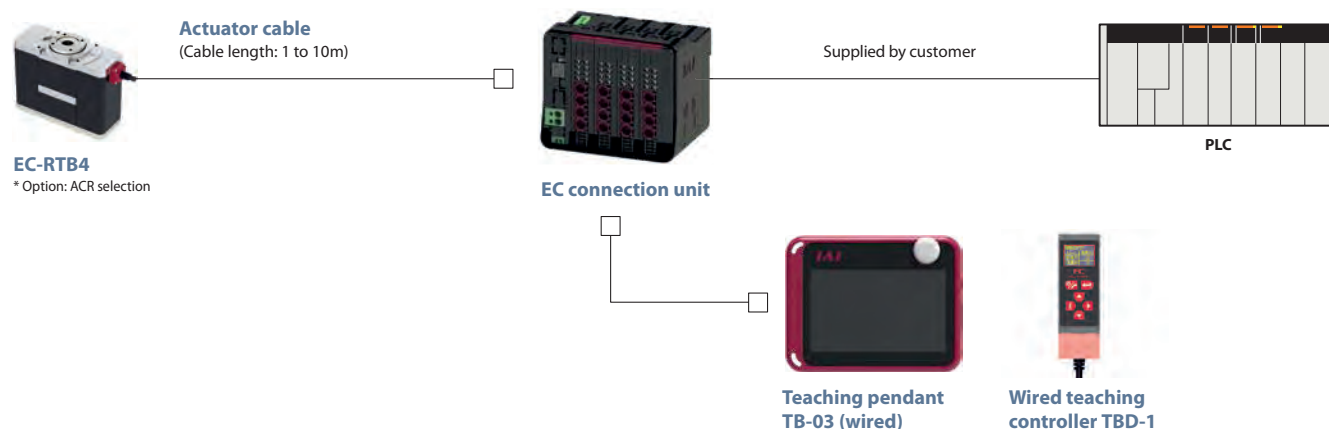 Actuator cable
(Cable length: 1 to 10m)
Supplied by customer
PLC
EC-RTB4
* Option: ACR selection
EC connection unit
IAI
Teaching pendant
TB-03 (wired)
Wired teaching
controller TBD-1